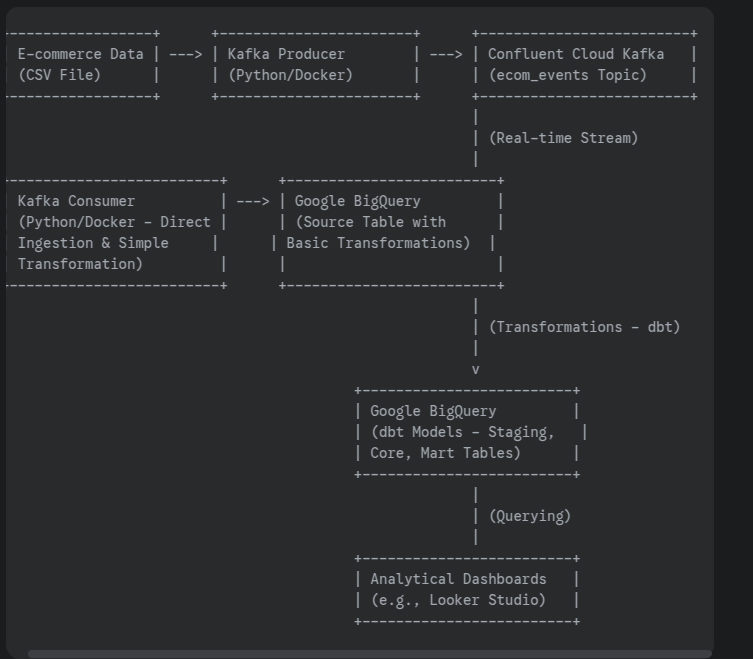 -------------------+      +------------------------+      +--------------------------+
| E-commerce Data | ---> | Kafka Producer        | ---> | Confluent Cloud Kafka   |
| (CSV File)      |      | (Python/Docker)       |      | (ecom_events Topic)     |
-------------------+      +------------------------+      +--------------------------+
                                                        |
                                                        | (Real-time Stream)
                                                        |
--------------------------+      +--------------------------+
| Kafka Consumer          | ---> | Google BigQuery         |
| (Python/Docker - Direct |      | (Source Table with      |
| Ingestion & Simple     |      | Basic Transformations)  |
| Transformation)         |      |                         |
--------------------------+      +--------------------------+
                                                        |
                                                        | (Transformations - dbt)
                                                        |
                                                        v
                                          +-------------------------+
                                          | Google BigQuery         |
                                          | (dbt Models - Staging,   |
                                          | Core, Mart Tables)      |
                                          +-------------------------+
                                                        |
                                                        | (Querying)
                                                        |
                                          +-------------------------+
                                          | Analytical Dashboards   |
                                          | (e.g., Looker Studio)   |
                                          +-------------------------+